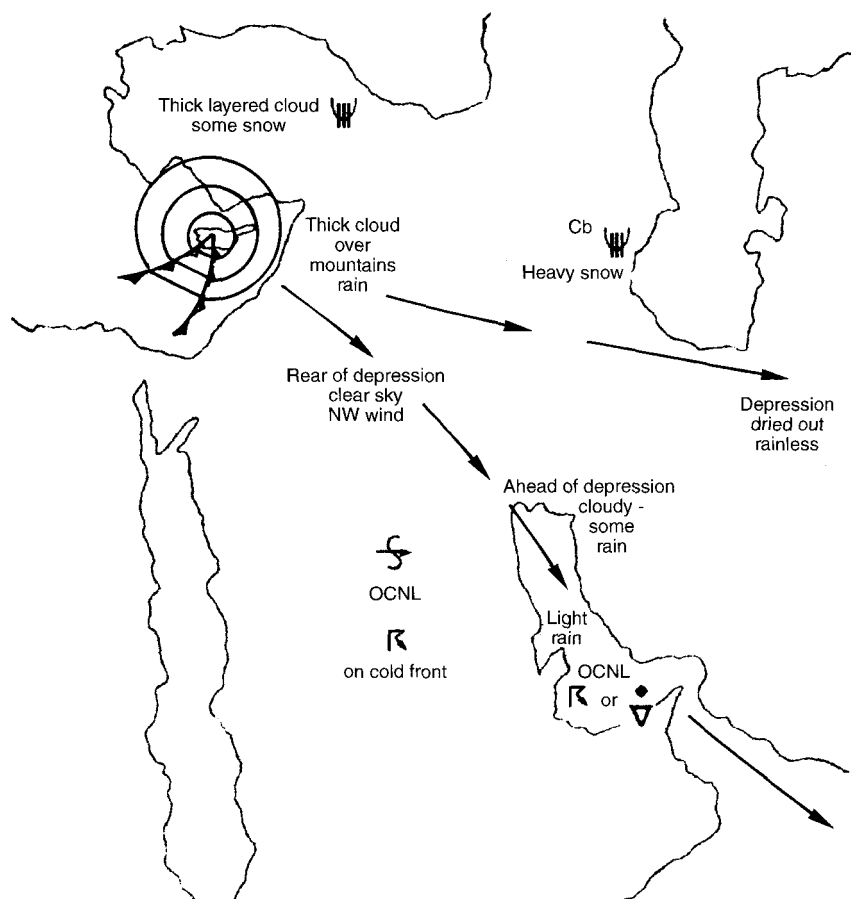 Thick layered cloud
some snow
Thick cloud
over
mountains
rain
Cb
Heavy snow
Rear of depression
clear sky
NW wind
Depression
dried out
rainless
Ahead of depression
cloudy -
some
rain
OCNL
on cold front
Light
rain
OCNL
or